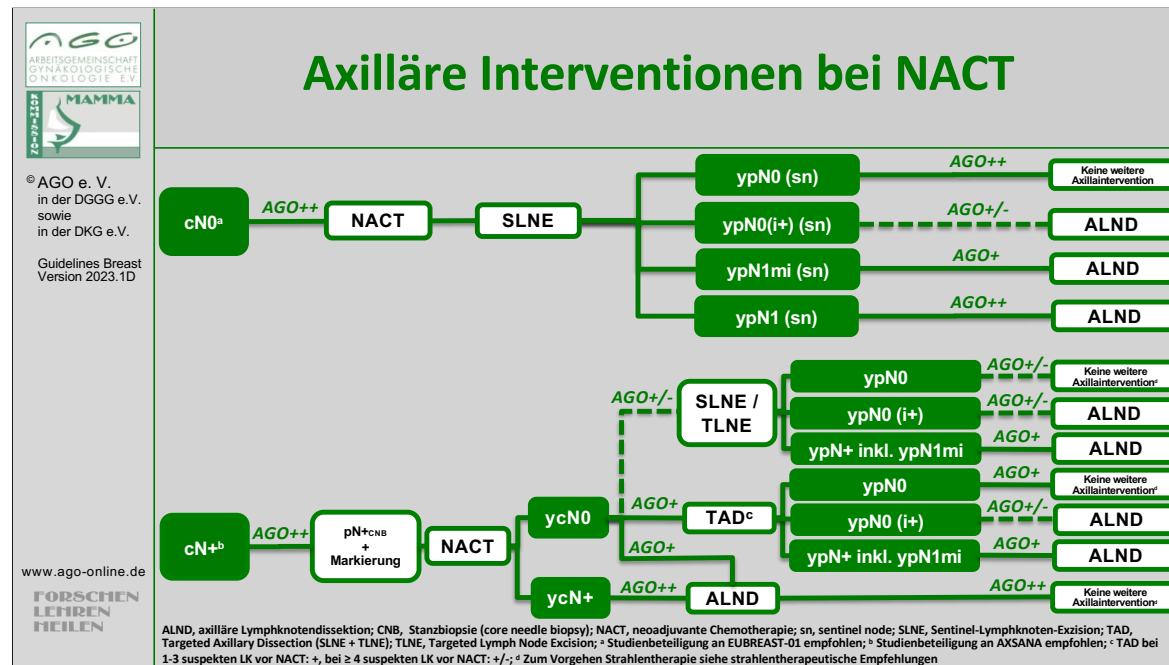 AGO
ARBEITSGEMEINSCHAFT
GYNÄKOLOGISCHE
ONKOLOGIE E.V.
KOMMISSION
MAMMA
© AGO e. V.
in der DGGG e.V.
sowie
in der DKG e.V.
Guidelines Breast
Version 2023.1D
www.ago-online.de
FORSCHEN
LEHREN
HEILEN
Axilläre Interventionen bei NACT
cN0ᵃ
AGO++
NACT
SLNE
ypN0 (sn)
AGO++
Keine weitere
Axillaintervention
ypN0(i+) (sn)
AGO+/-
ALND
ypN1mi (sn)
AGO+
ALND
ypN1 (sn)
AGO++
ALND
cN+ᵇ
AGO++
pN+CNB
+
Markierung
NACT
ycN0
AGO+/-
SLNE /
TLNE
ypN0
AGO+/-
Keine weitere
Axillainterventionᵈ
ypN0 (i+)
AGO+/-
ALND
ypN+ inkl. ypN1mi
AGO+
ALND
AGO+
TADᶜ
ypN0
AGO+
Keine weitere
Axillainterventionᵈ
ypN0 (i+)
AGO+/-
ALND
ypN+ inkl. ypN1mi
AGO+
ALND
AGO+
ycN+
AGO++
ALND
AGO++
Keine weitere
Axillainterventionᵈ
ALND, axilläre Lymphknotendissektion; CNB, Stanzbiopsie (core needle biopsy); NACT, neoadjuvante Chemotherapie; sn, sentinel node; SLNE, Sentinel-Lymphknoten-Exzision; TAD,
Targeted Axillary Dissection (SLNE + TLNE); TLNE, Targeted Lymph Node Excision; ᵃ Studienbeteiligung an EUBREAST-01 empfohlen; ᵇ Studienbeteiligung an AXSANA empfohlen; ᶜ TAD bei
1-3 suspekten LK vor NACT: +, bei ≥ 4 suspekten LK vor NACT: +/-; ᵈ Zum Vorgehen Strahlentherapie siehe strahlentherapeutische Empfehlungen